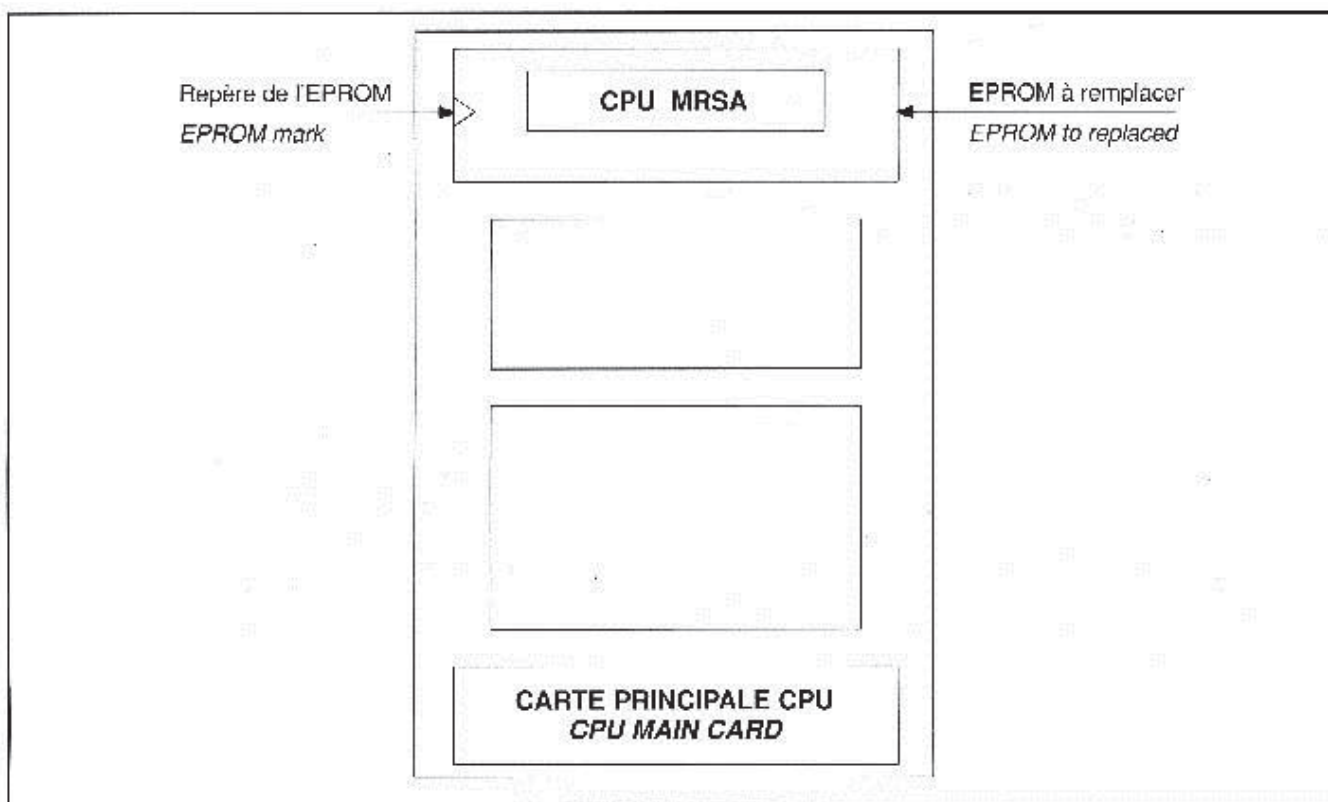 Repère de l'EPROM
EPROM mark
CPU MRSA
EPROM à remplacer
EPROM to replaced
CARTE PRINCIPALE CPU
CPU MAIN CARD